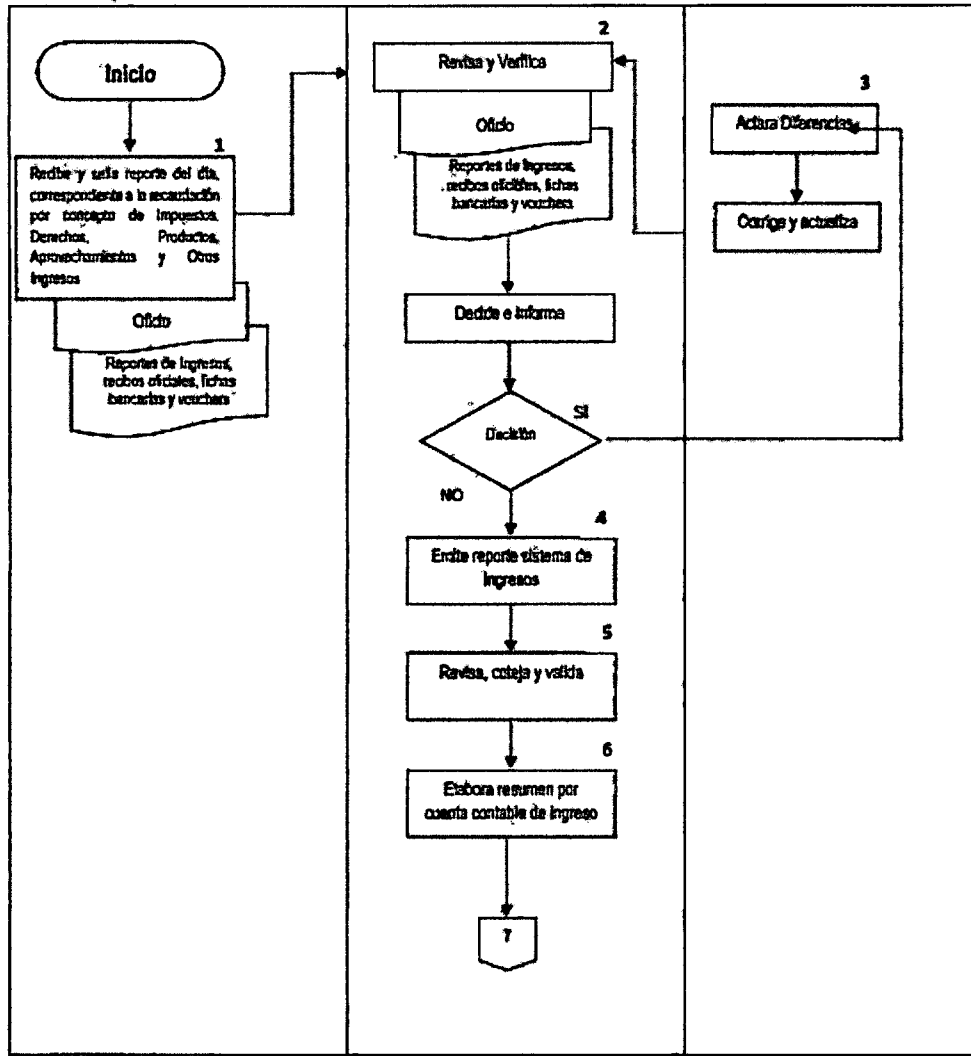 Inicio
1
Recibe y sella reporte del día,
correspondiente a la recaudación
por concepto de Impuestos,
Derechos, Productos,
Aprovechamientos y Otros
Ingresos
Oficio
Reportes de Ingresos,
recibos oficiales, fichas
bancarias y vouchers
2
Revisa y Verifica
Oficio
Reportes de Ingresos,
recibos oficiales, fichas
bancarias y vouchers
Decide e informa
Decisión
SI
NO
3
Aclara Diferencias
Corrige y actualiza
4
Emite reporte sistema de
ingresos
5
Revisa, coteja y valida
6
Elabora resumen por
cuenta contable de ingreso
7